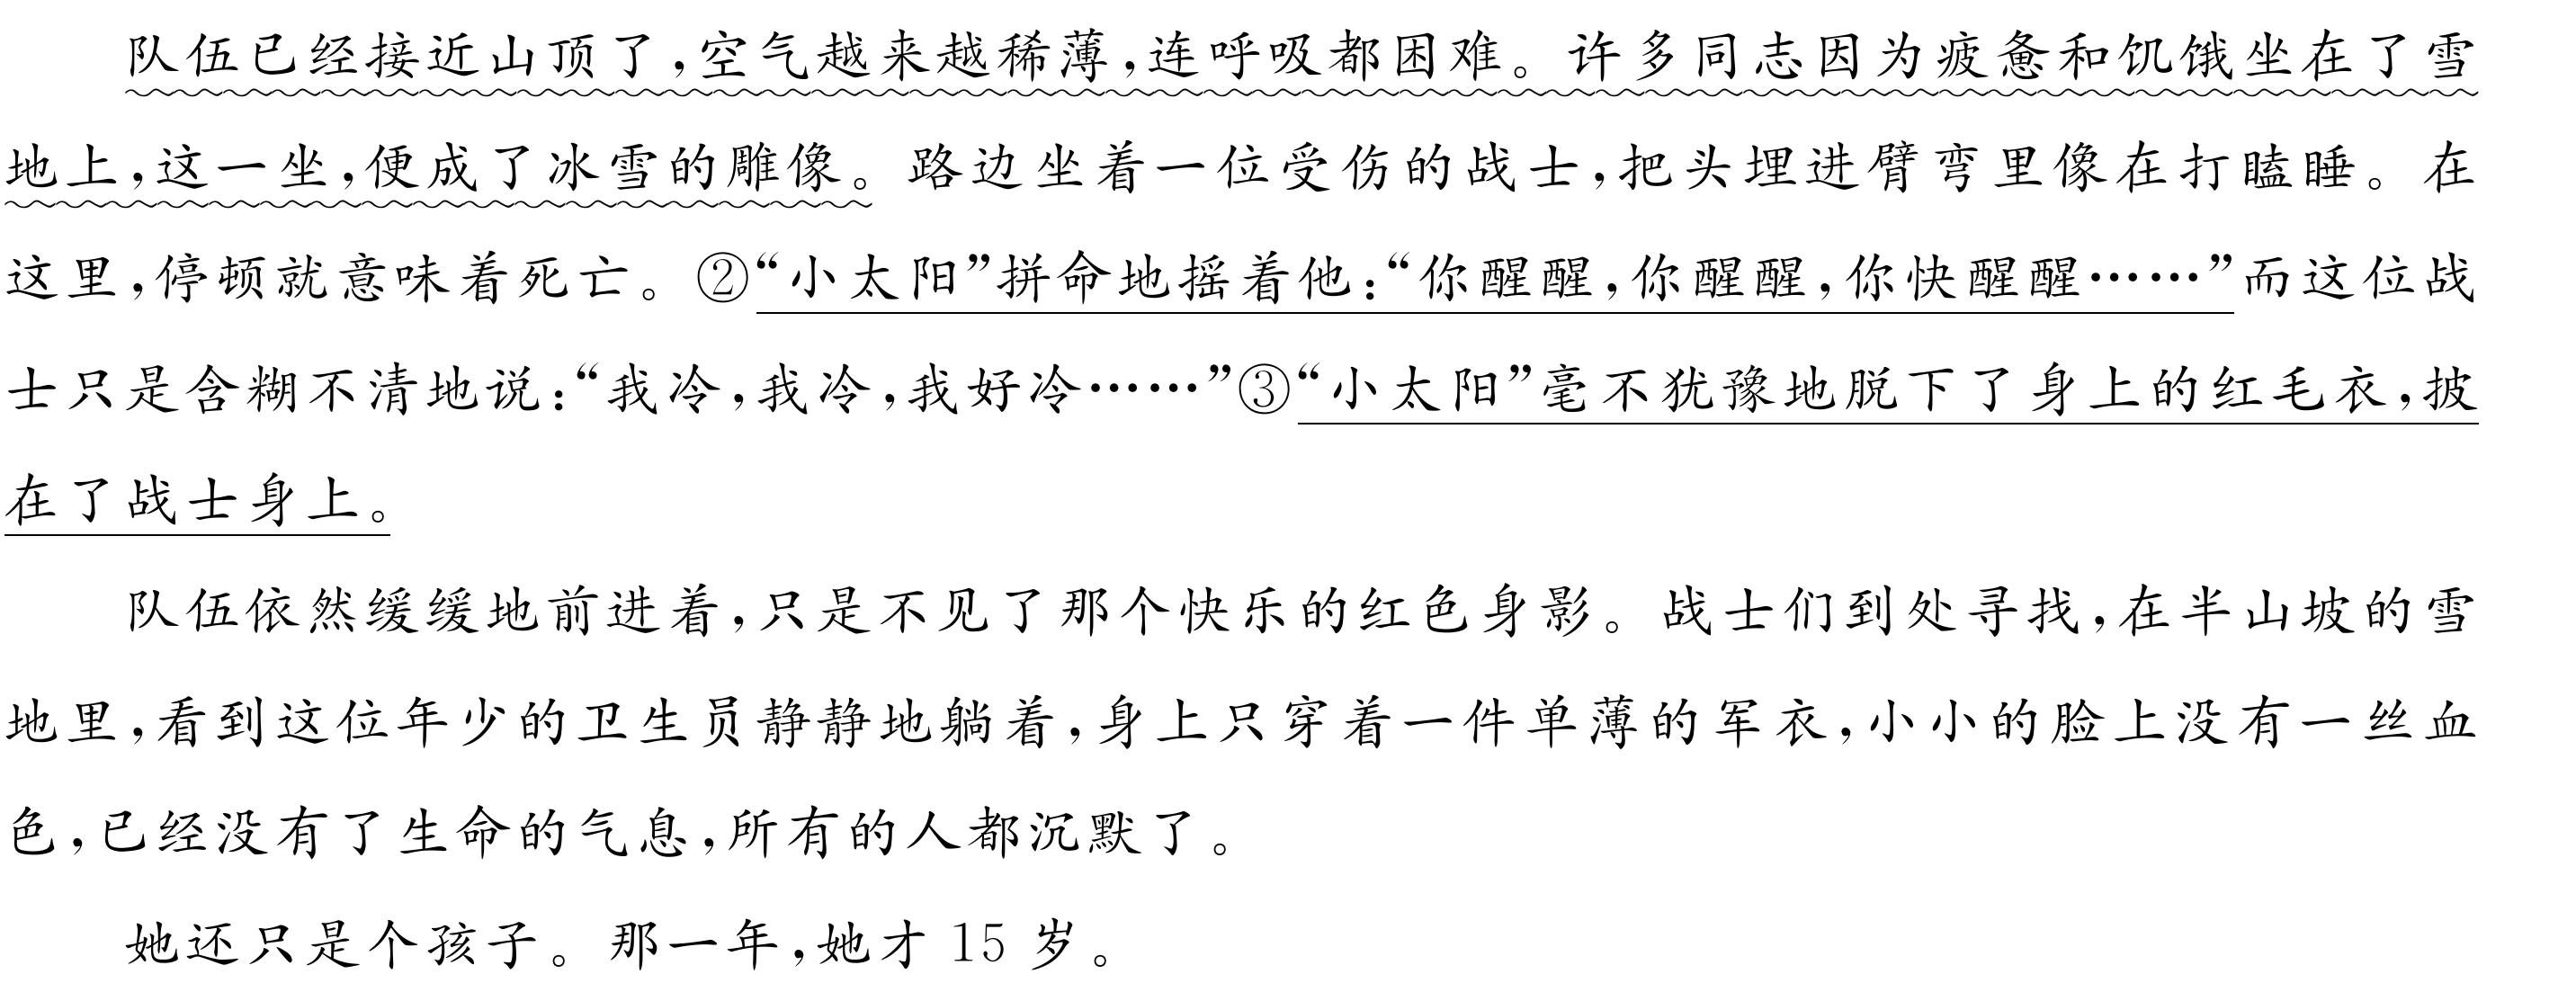 队伍已经接近山顶了,空气越来越稀薄,连呼吸都困难。许多同志因为疲惫和饥饿坐在了雪
地上,这一坐,便成了冰雪的雕像。路边坐着一位受伤的战士,把头埋进臂弯里像在打瞌睡。在
这里,停顿就意味着死亡。②“小太阳”拼命地摇着他:“你醒醒,你醒醒,你快醒醒……”而这位战
士只是含糊不清地说:“我冷,我冷,我好冷……”③“小太阳”毫不犹豫地脱下了身上的红毛衣,披
在了战士身上。
队伍依然缓缓地前进着,只是不见了那个快乐的红色身影。战士们到处寻找,在半山坡的雪
地里,看到这位年少的卫生员静静地躺着,身上只穿着一件单薄的军衣,小小的脸上没有一丝血
色,已经没有了生命的气息,所有的人都沉默了。
她还只是个孩子。那一年,她才 15 岁。